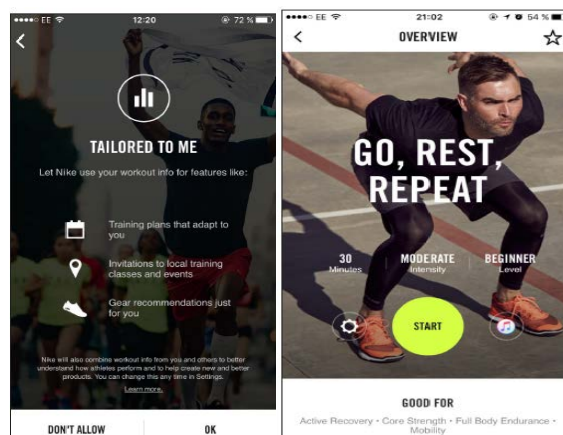 EE 12:20 72 %
TAILORED TO ME
Let Nike use your workout info for features like:
Training plans that adapt to
you
Invitations to local training
classes and events
Gear recommendations just
for you
Nike will also combine workout info from you and others to better
understand how athletes perform and to help create new and better
products. You can change this any time in Settings.
Learn more.
DON'T ALLOW OK
EE 21:02 54 %
OVERVIEW
GO, REST,
REPEAT
30 MODERATE BEGINNER
Minutes Intensity Level
START
GOOD FOR
Active Recovery • Core Strength • Full Body Endurance •
Mobility